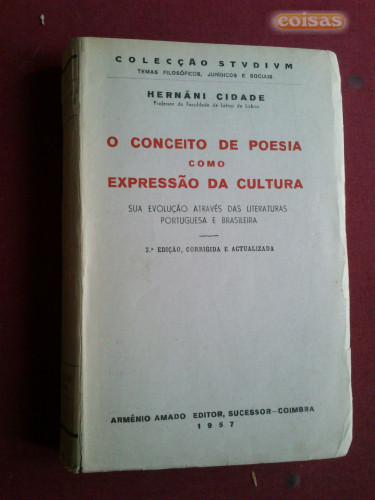 coisas
COLECÇÃO STVDIVM
TEMAS FILOSÓFICOS, JURÍDICOS E SOCIAIS
HERNÂNI CIDADE
Professor da Faculdade de Letras de Lisboa
O CONCEITO DE POESIA
COMO
EXPRESSÃO DA CULTURA
SUA EVOLUÇÃO ATRAVÉS DAS LITERATURAS
PORTUGUESA E BRASILEIRA
2.ª EDIÇÃO, CORRIGIDA E ACTUALIZADA
ARMÉNIO AMADO EDITOR, SUCESSOR—COIMBRA
1957